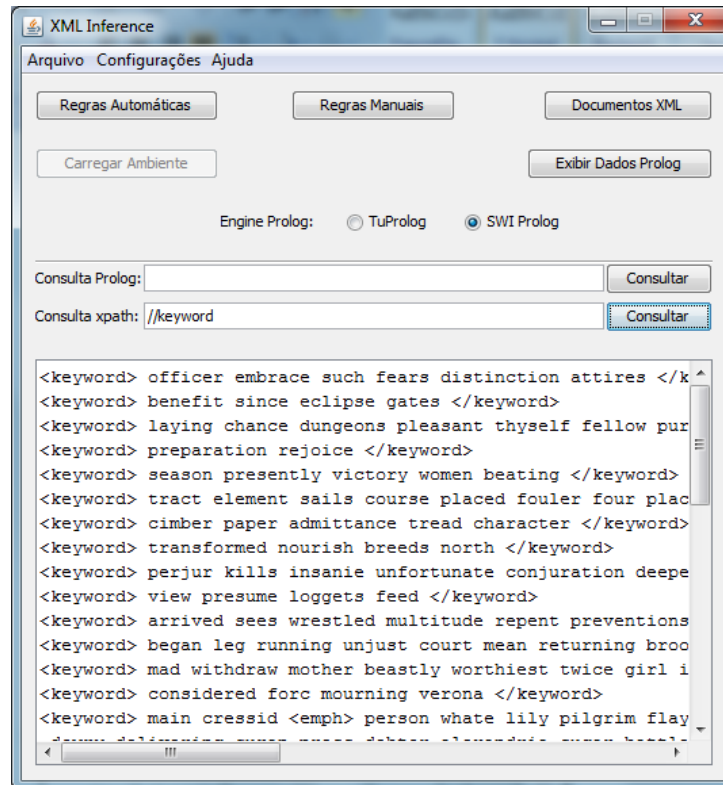 XML Inference
Arquivo Configurações Ajuda
Regras Automáticas Regras Manuais Documentos XML
Carregar Ambiente Exibir Dados Prolog
Engine Prolog: TuProlog SWI Prolog
Consulta Prolog: Consultar
Consulta xpath: //keyword Consultar
<keyword> officer embrace such fears distinction attires </k
<keyword> benefit since eclipse gates </keyword>
<keyword> laying chance dungeons pleasant thyself fellow pur
<keyword> preparation rejoice </keyword>
<keyword> season presently victory women beating </keyword>
<keyword> tract element sails course placed fouler four plac
<keyword> cimber paper admittance tread character </keyword>
<keyword> transformed nourish breeds north </keyword>
<keyword> perjur kills insanie unfortunate conjuration deepe
<keyword> view presume loggets feed </keyword>
<keyword> arrived sees wrestled multitude repent preventions
<keyword> began leg running unjust court mean returning broo
<keyword> mad withdraw mother beastly worthiest twice girl i
<keyword> considered forc mourning verona </keyword>
<keyword> main cressid <emph> person whate lily pilgrim flay